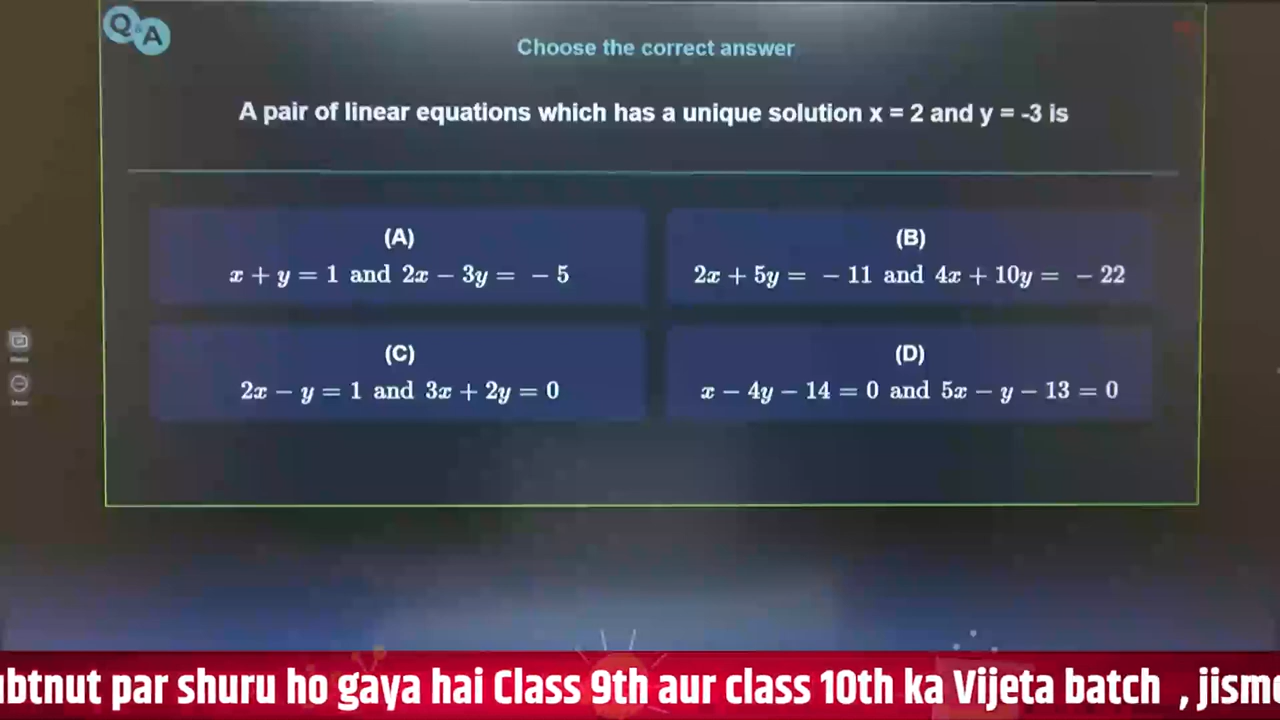 Q&A
Choose the correct answer
A pair of linear equations which has a unique solution x = 2 and y = -3 is
(A)
x + y = 1 and 2x − 3y = − 5
(B)
2x + 5y = − 11 and 4x + 10y = − 22
(C)
2x − y = 1 and 3x + 2y = 0
(D)
x − 4y − 14 = 0 and 5x − y − 13 = 0
ubtnut par shuru ho gaya hai Class 9th aur class 10th ka Vijeta batch , jisme